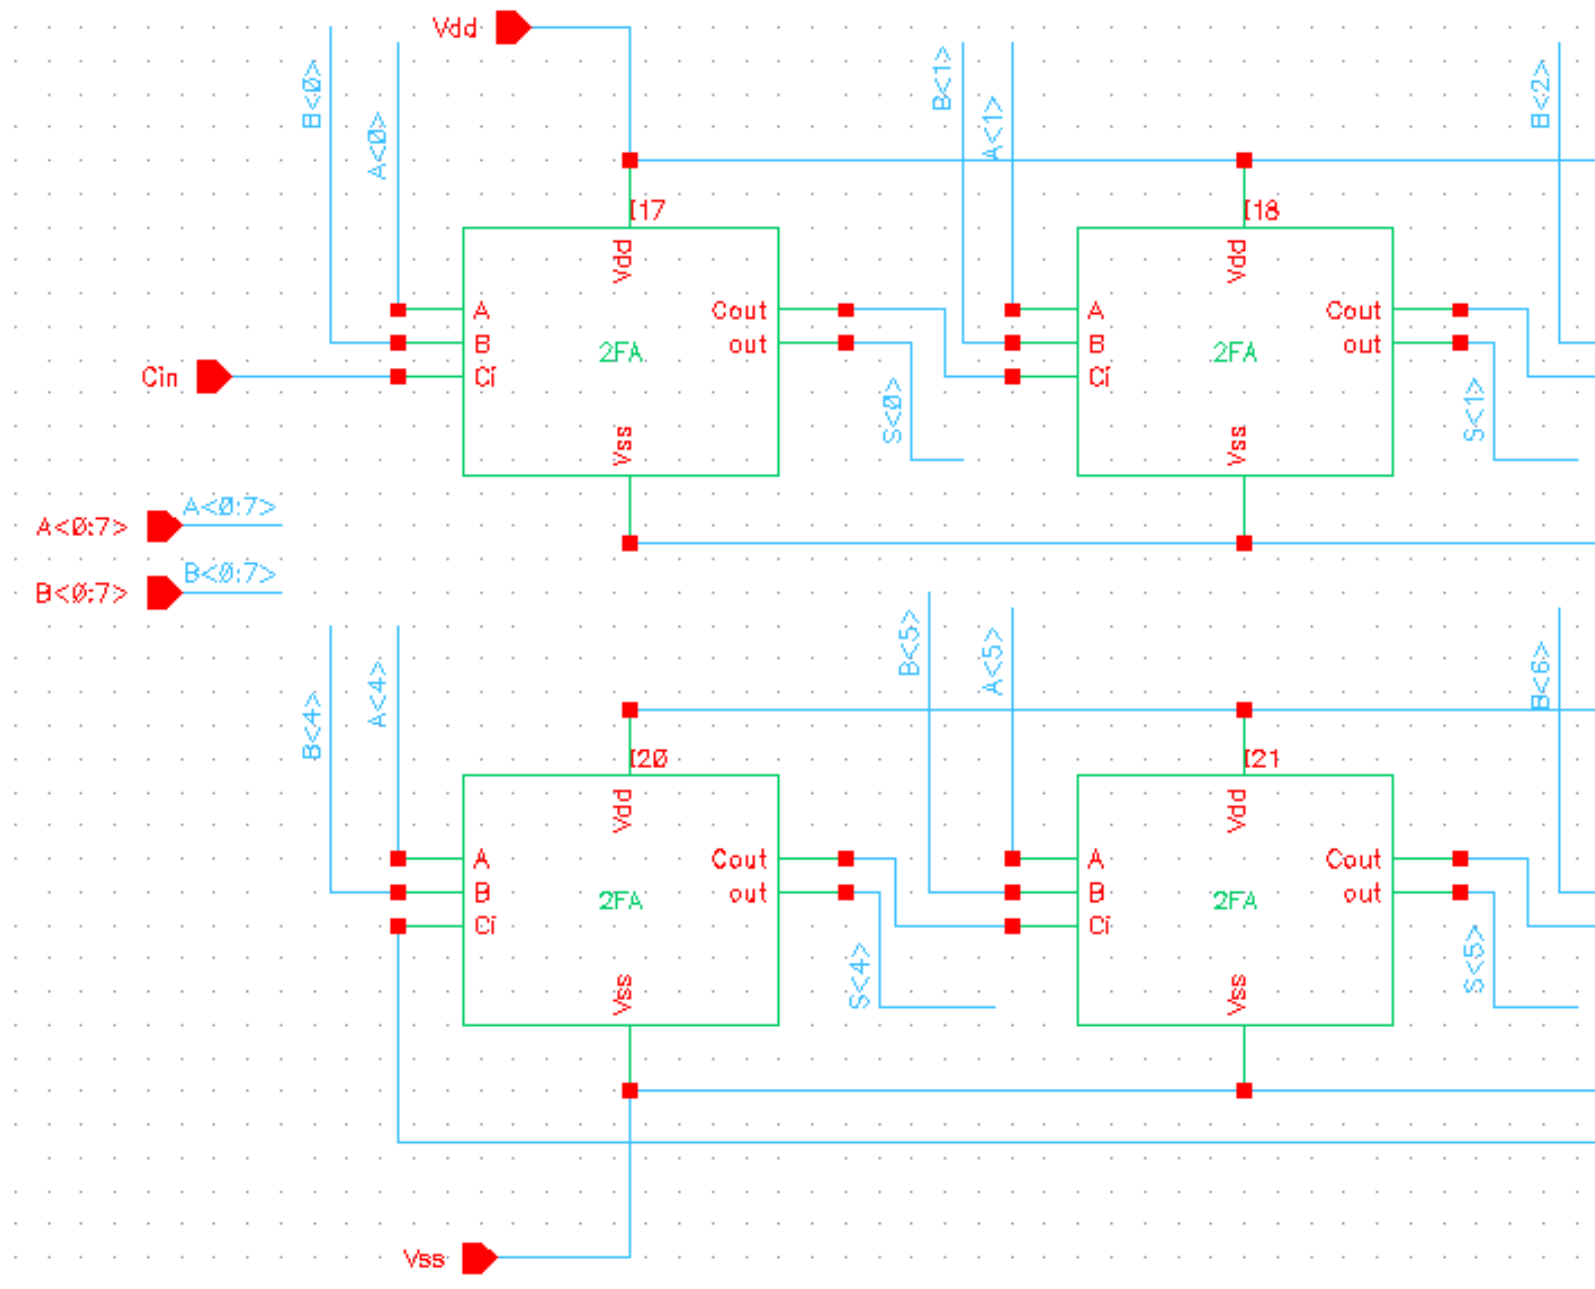 Vdd
B<0>
A<0>
B<1>
A<1>
B<2>
I17
Vdd
A
B
Ci
2FA
Cout
out
Vss
I18
Vdd
A
B
Ci
2FA
Cout
out
Vss
Cin
S<0>
S<1>
A<0:7>
A<0:7>
B<0:7>
B<0:7>
B<4>
A<4>
B<5>
A<5>
B<6>
I20
Vdd
A
B
Ci
2FA
Cout
out
Vss
I21
Vdd
A
B
Ci
2FA
Cout
out
Vss
S<4>
S<5>
Vss